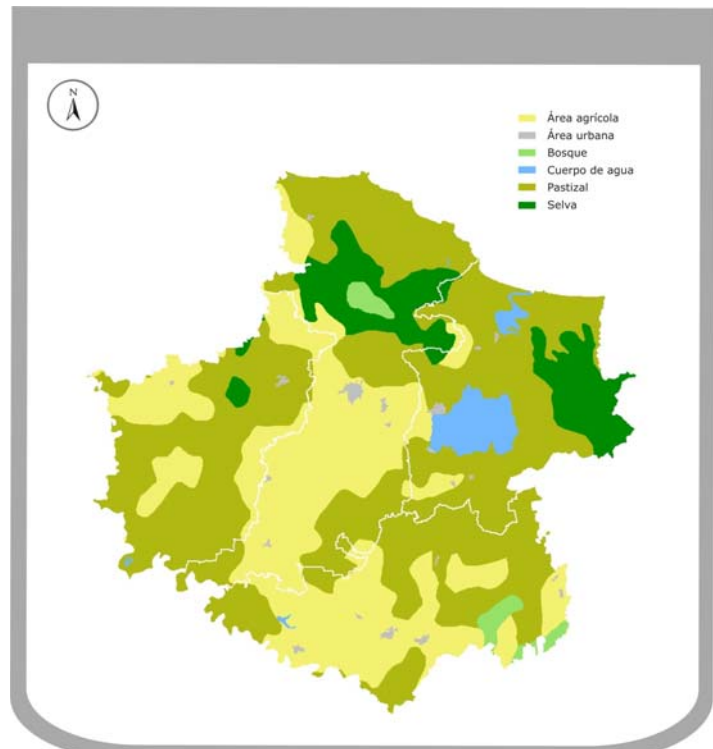 N
Área agrícola
Área urbana
Bosque
Cuerpo de agua
Pastizal
Selva